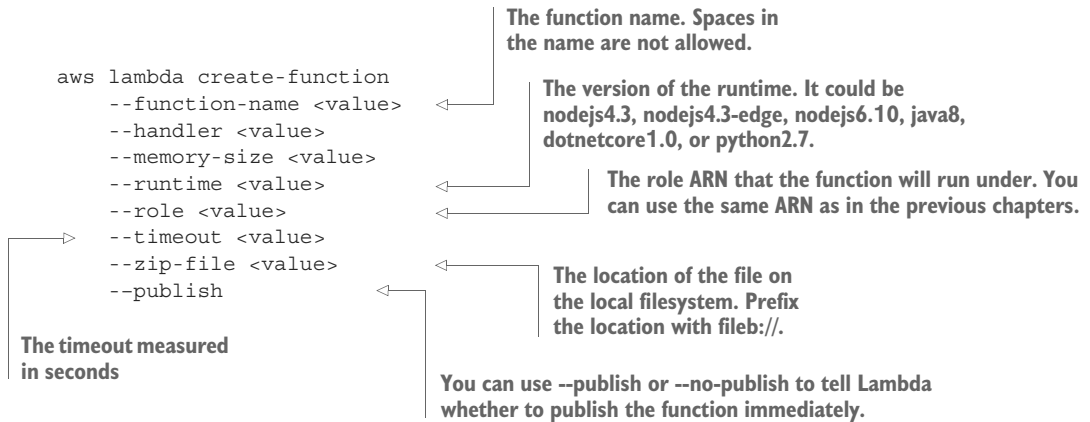 The function name. Spaces in
the name are not allowed.
aws lambda create-function
--function-name <value>
--handler <value>
--memory-size <value>
--runtime <value>
--role <value>
--timeout <value>
--zip-file <value>
--publish
The version of the runtime. It could be
nodejs4.3, nodejs4.3-edge, nodejs6.10, java8,
dotnetcore1.0, or python2.7.
The role ARN that the function will run under. You
can use the same ARN as in the previous chapters.
The location of the file on
the local filesystem. Prefix
the location with fileb://.
The timeout measured
in seconds
You can use --publish or --no-publish to tell Lambda
whether to publish the function immediately.